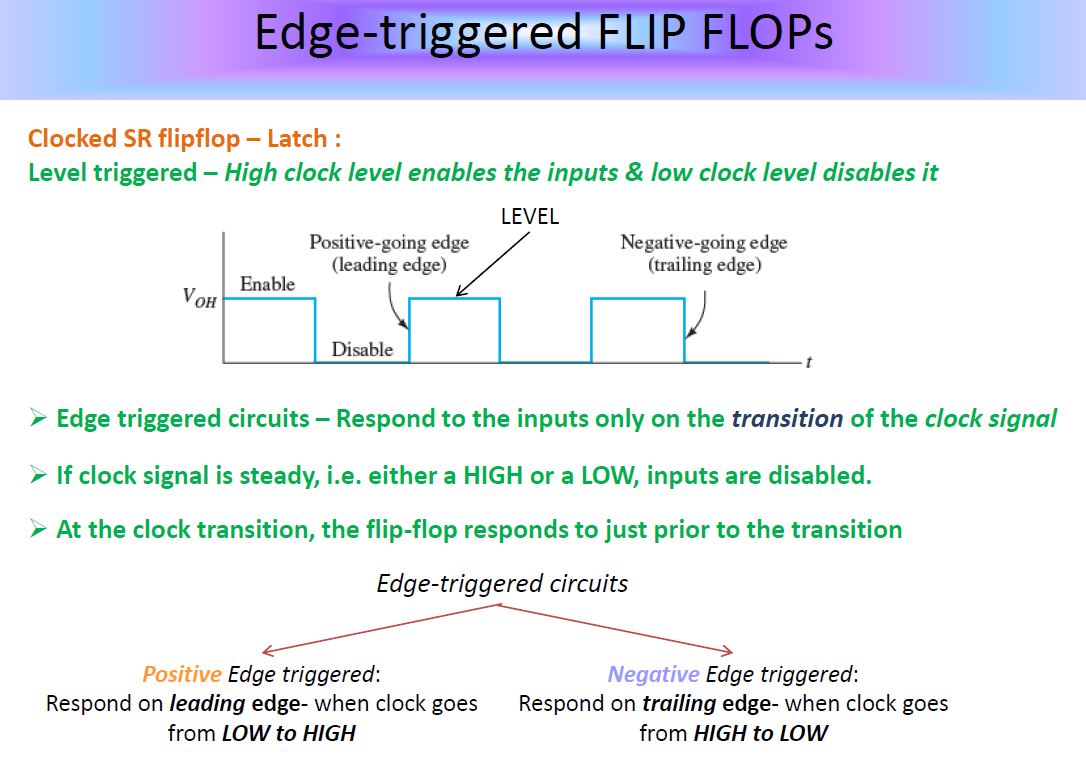 Edge-triggered FLIP FLOPs
Clocked SR flipflop – Latch :
Level triggered – High clock level enables the inputs & low clock level disables it
LEVEL
Positive-going edge
(leading edge)
Negative-going edge
(trailing edge)
Enable
VOH
Disable
t
➢ Edge triggered circuits – Respond to the inputs only on the transition of the clock signal
➢ If clock signal is steady, i.e. either a HIGH or a LOW, inputs are disabled.
➢ At the clock transition, the flip-flop responds to just prior to the transition
Edge-triggered circuits
Positive Edge triggered:
Respond on leading edge- when clock goes
from LOW to HIGH
Negative Edge triggered:
Respond on trailing edge- when clock goes
from HIGH to LOW